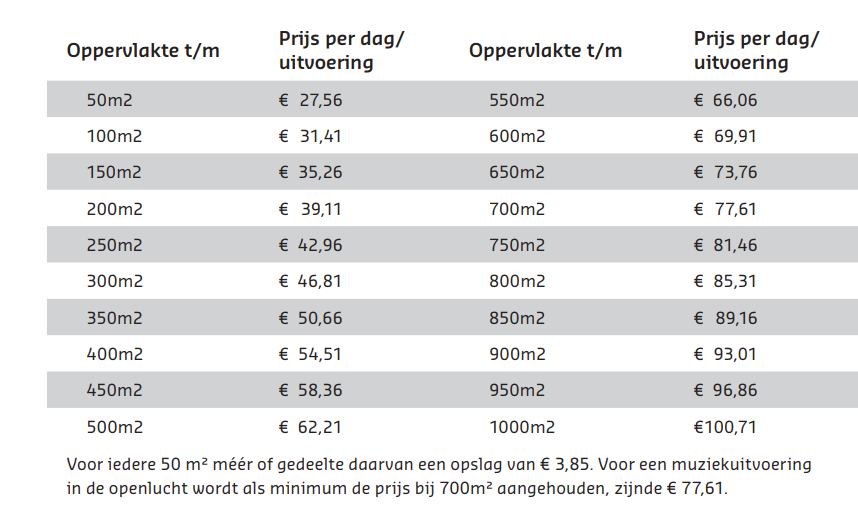 Oppervlakte t/m Prijs per dag/ uitvoering Oppervlakte t/m Prijs per dag/ uitvoering
50m2 € 27,56 550m2 € 66,06
100m2 € 31,41 600m2 € 69,91
150m2 € 35,26 650m2 € 73,76
200m2 € 39,11 700m2 € 77,61
250m2 € 42,96 750m2 € 81,46
300m2 € 46,81 800m2 € 85,31
350m2 € 50,66 850m2 € 89,16
400m2 € 54,51 900m2 € 93,01
450m2 € 58,36 950m2 € 96,86
500m2 € 62,21 1000m2 €100,71
Voor iedere 50 m² méér of gedeelte daarvan een opslag van € 3,85. Voor een muziekuitvoering
in de openlucht wordt als minimum de prijs bij 700m² aangehouden, zijnde € 77,61.